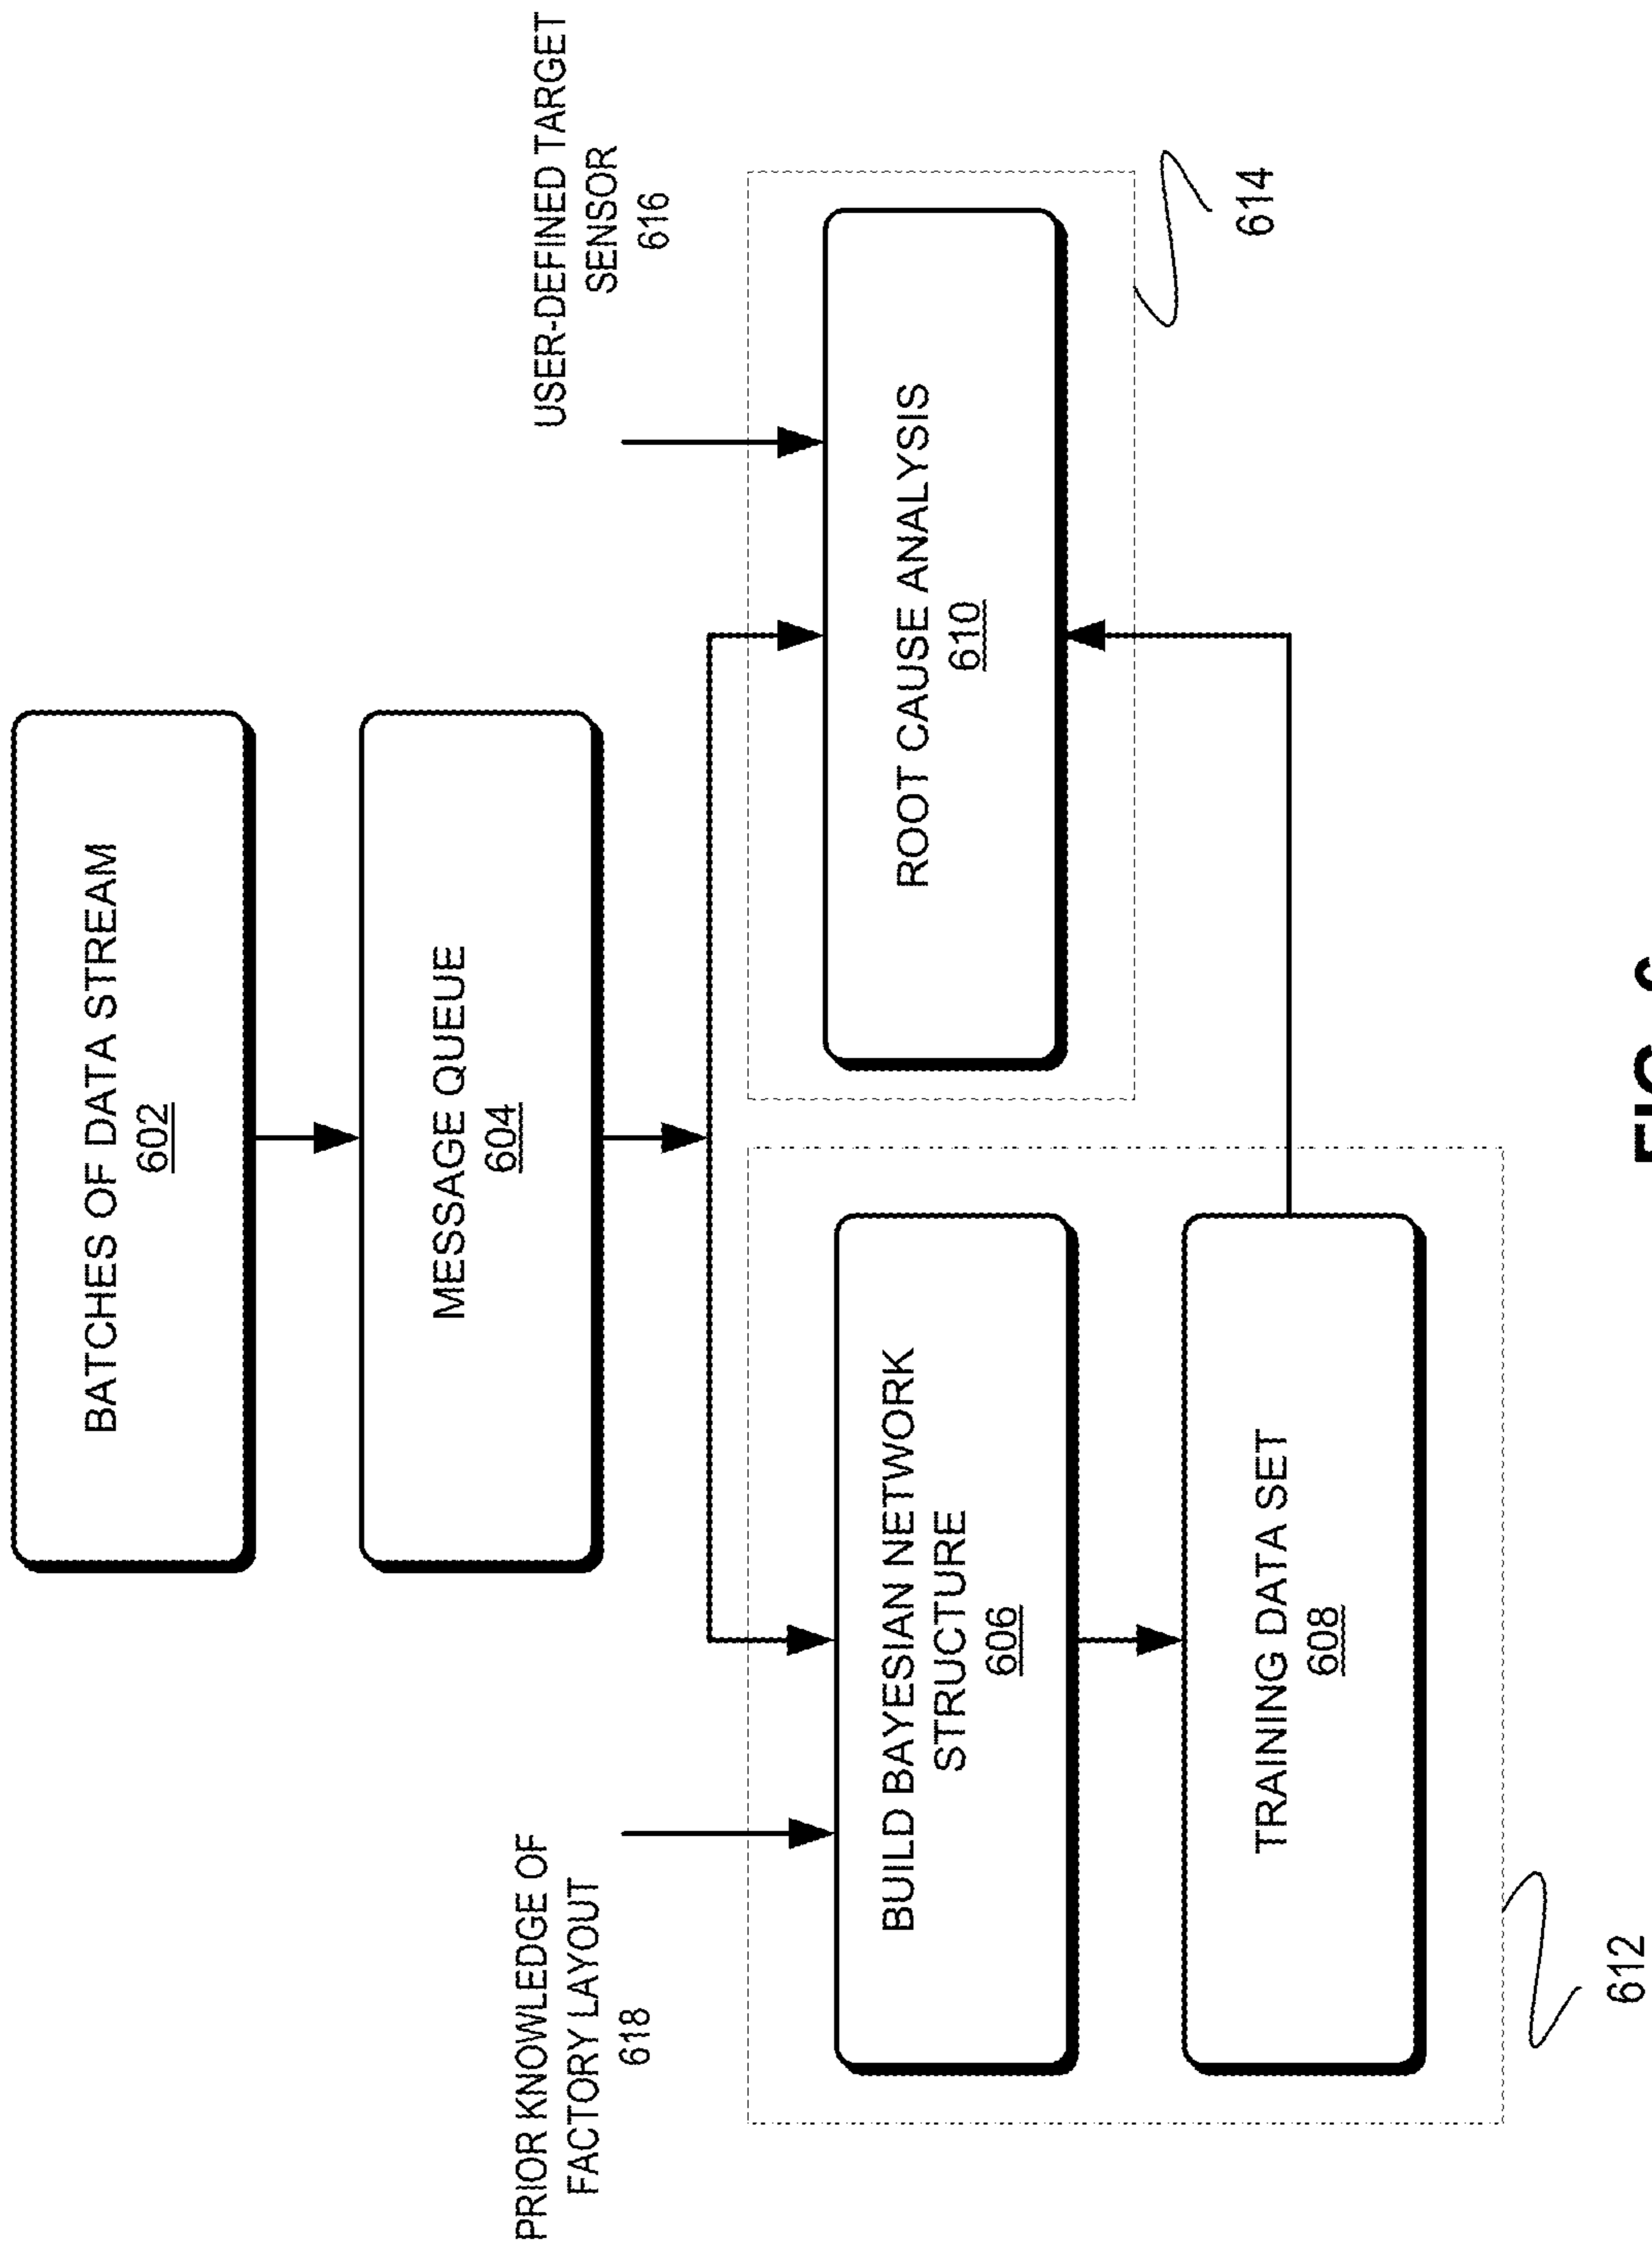 BATCHES OF DATA STREAM
602
MESSAGE QUEUE
604
PRIOR KNOWLEDGE OF
FACTORY LAYOUT
618
USER-DEFINED TARGET
SENSOR
616
BUILD BAYESIAN NETWORK
STRUCTURE
606
ROOT CAUSE ANALYSIS
610
TRAINING DATA SET
608
614
612